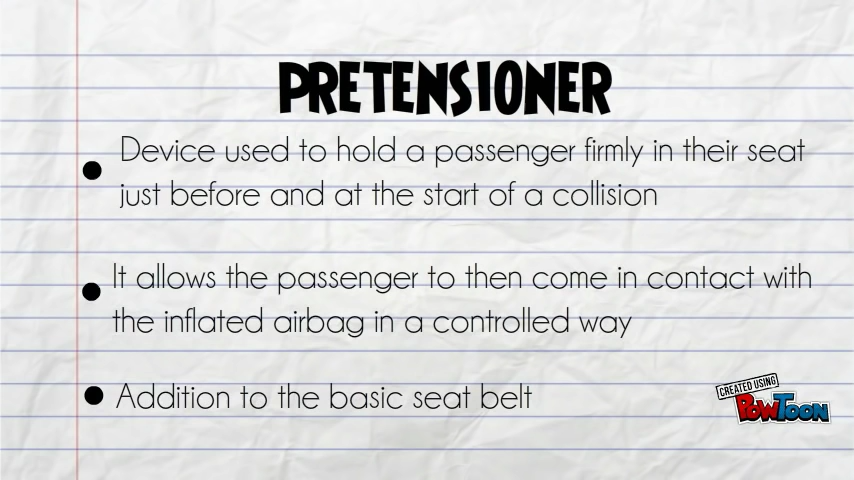 PRETENSIONER
Device used to hold a passenger firmly in their seat
just before and at the start of a collision
It allows the passenger to then come in contact with
the inflated airbag in a controlled way
Addition to the basic seat belt
CREATED USING
POWTOON